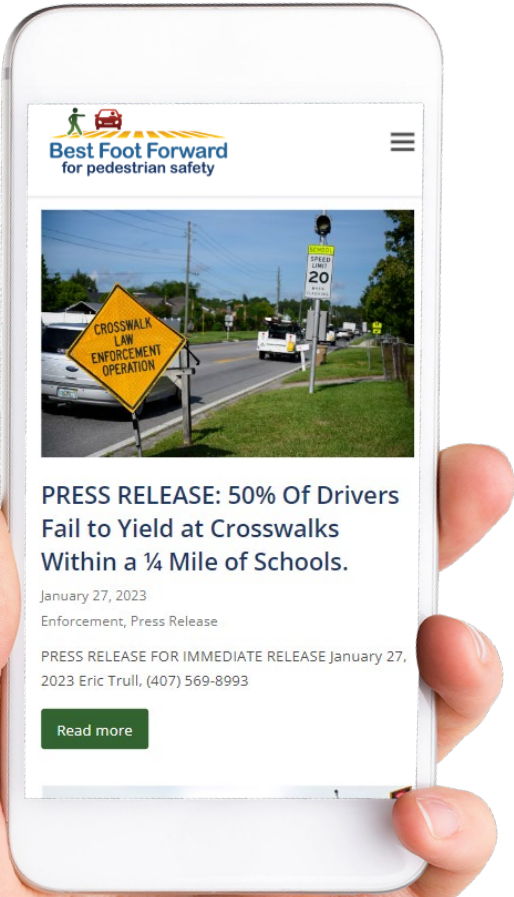 Best Foot Forward
for pedestrian safety
SCHOOL
SPEED
LIMIT
20
WHEN
FLASHING
CROSSWALK
LAW
ENFORCEMENT
OPERATION
PRESS RELEASE: 50% Of Drivers
Fail to Yield at Crosswalks
Within a ¼ Mile of Schools.
January 27, 2023
Enforcement, Press Release
PRESS RELEASE FOR IMMEDIATE RELEASE January 27,
2023 Eric Trull, (407) 569-8993
Read more